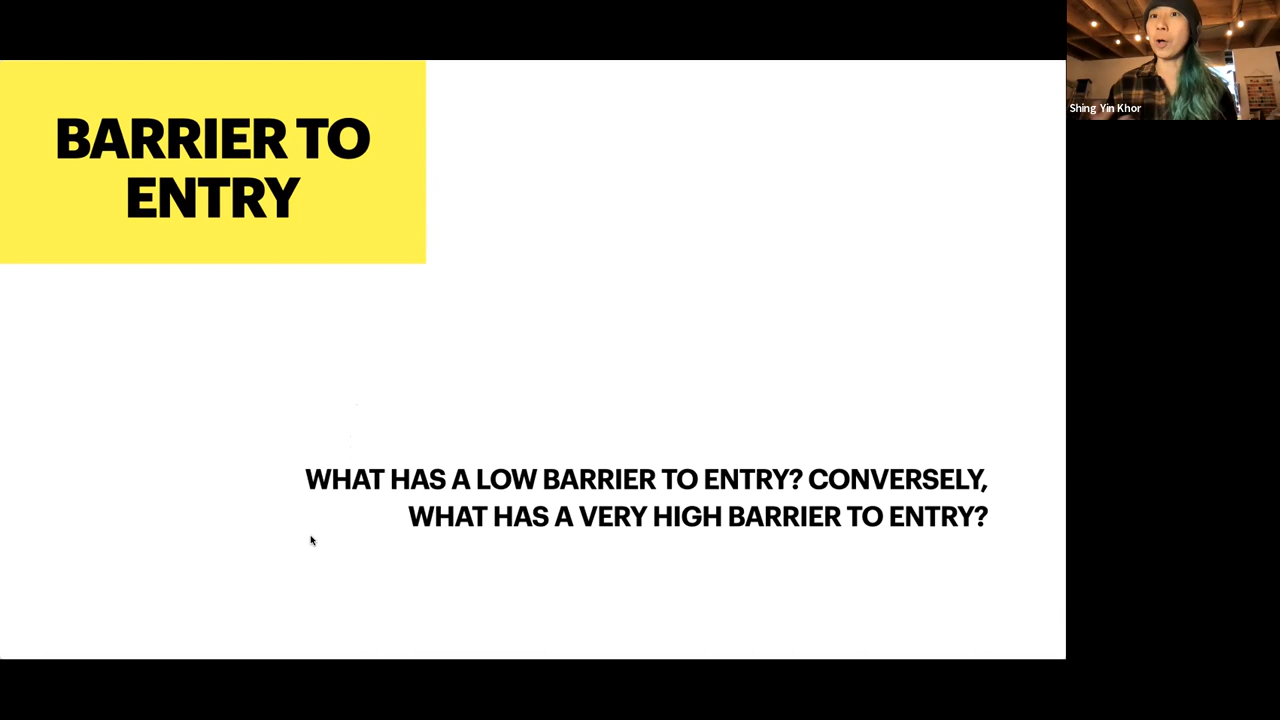 BARRIER TO
ENTRY
WHAT HAS A LOW BARRIER TO ENTRY? CONVERSELY,
WHAT HAS A VERY HIGH BARRIER TO ENTRY?
Shing Yin Khor